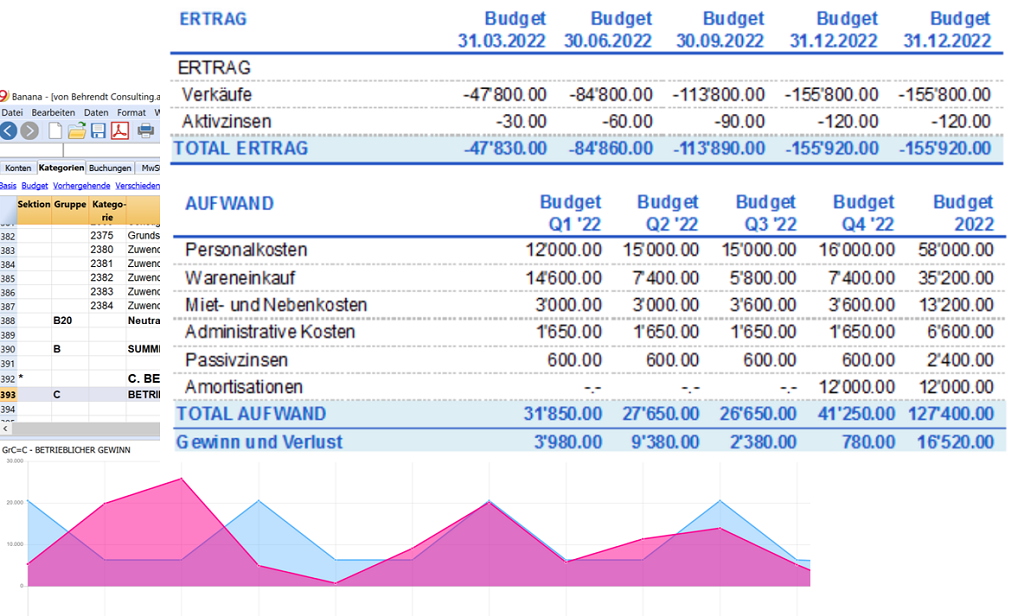 ERTRAG Budget Budget Budget Budget Budget
31.03.2022 30.06.2022 30.09.2022 31.12.2022 31.12.2022
ERTRAG
Verkäufe -47'800.00 -84'800.00 -113'800.00 -155'800.00 -155'800.00
Aktivzinsen -30.00 -60.00 -90.00 -120.00 -120.00
TOTAL ERTRAG -47'830.00 -84'860.00 -113'890.00 -155'920.00 -155'920.00
AUFWAND Budget Budget Budget Budget Budget
Q1 '22 Q2 '22 Q3 '22 Q4 '22 2022
Personalkosten 12'000.00 15'000.00 15'000.00 16'000.00 58'000.00
Wareneinkauf 14'600.00 7'400.00 5'800.00 7'400.00 35'200.00
Miet- und Nebenkosten 3'000.00 3'000.00 3'600.00 3'600.00 13'200.00
Administrative Kosten 1'650.00 1'650.00 1'650.00 1'650.00 6'600.00
Passivzinsen 600.00 600.00 600.00 600.00 2'400.00
Amortisationen -.- -.- -.- 12'000.00 12'000.00
TOTAL AUFWAND 31'850.00 27'650.00 26'650.00 41'250.00 127'400.00
Gewinn und Verlust 3'980.00 9'380.00 2'380.00 780.00 16'520.00
Banana - [von Behrendt Consulting.a
Datei Bearbeiten Daten Format W
Konten Kategorien Buchungen MwSt
Basis Budget Vorhergehende Verschieden
Sektion Gruppe Katego-
rie
382 2375 Grunds
383 2380 Zuwenc
384 2381 Zuwenc
385 2382 Zuwenc
386 2383 Zuwenc
387 2384 Zuwenc
388 B20 Neutra
389
390 B SUMMI
391
392 * C. BE
393 C BETRII
394
GrC=C - BETRIEBLICHER GEWINN
30.000
20.000
10.000
0